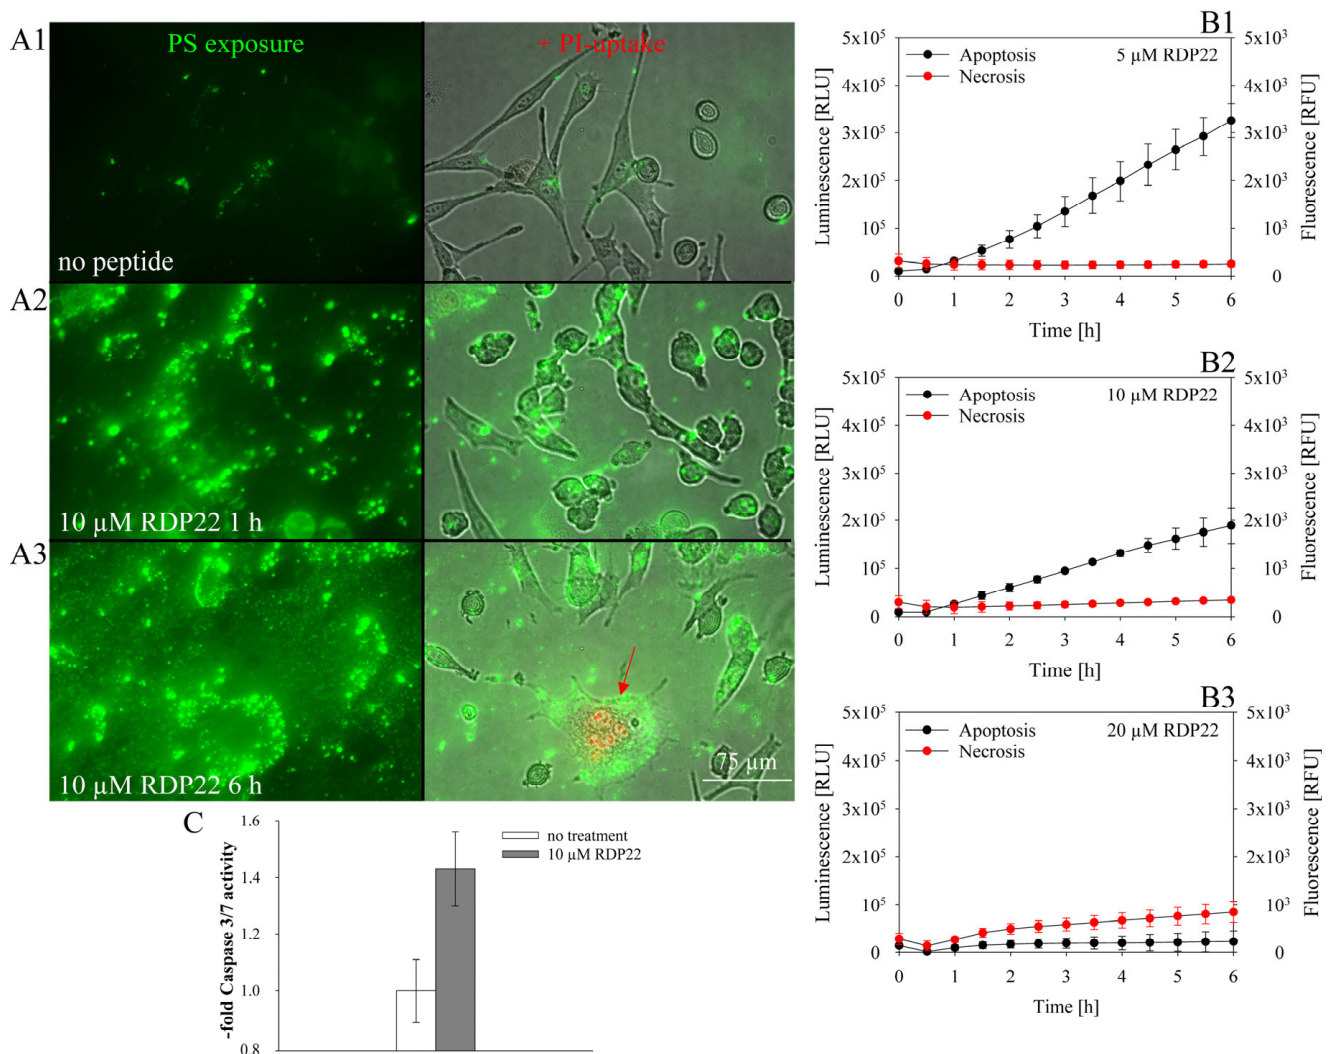 A1
PS exposure
+ PI-uptake
no peptide
A2
10 µM RDP22 1 h
A3
10 µM RDP22 6 h
75 µm
B1
5x10⁵
4x10⁵
3x10⁵
2x10⁵
10⁵
0
Luminescence [RLU]
Apoptosis
Necrosis
5 µM RDP22
5x10³
4x10³
3x10³
2x10³
10³
0
Fluorescence [RFU]
0 1 2 3 4 5 6
Time [h]
B2
5x10⁵
4x10⁵
3x10⁵
2x10⁵
10⁵
0
Luminescence [RLU]
Apoptosis
Necrosis
10 µM RDP22
5x10³
4x10³
3x10³
2x10³
10³
0
Fluorescence [RFU]
0 1 2 3 4 5 6
Time [h]
B3
5x10⁵
4x10⁵
3x10⁵
2x10⁵
10⁵
0
Luminescence [RLU]
Apoptosis
Necrosis
20 µM RDP22
5x10³
4x10³
3x10³
2x10³
10³
0
Fluorescence [RFU]
0 1 2 3 4 5 6
Time [h]
C
-fold Caspase 3/7 activity
1.6
1.4
1.2
1.0
0.8
no treatment
10 µM RDP22